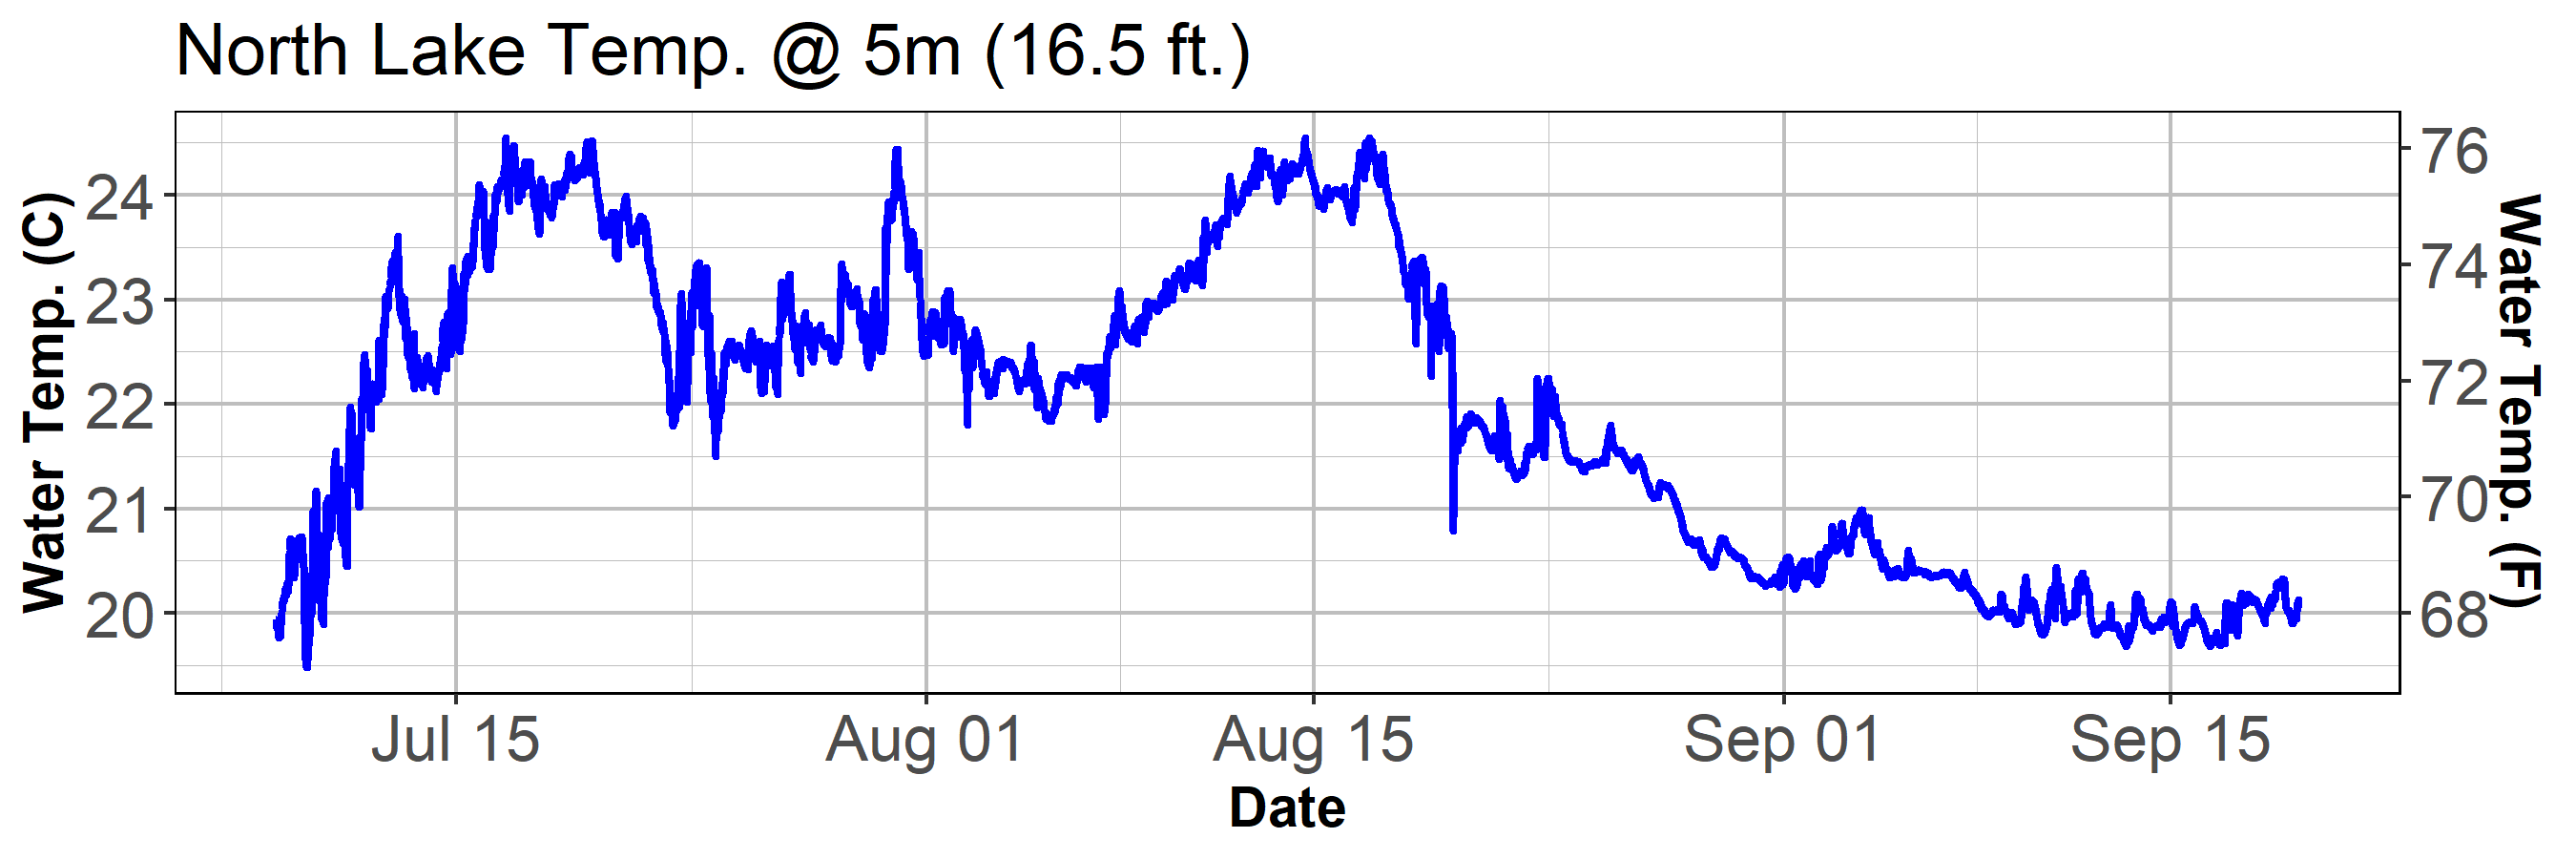 North Lake Temp. @ 5m (16.5 ft.)
Water Temp. (C)
24
23
22
21
20
76
74
72
70
68
Water Temp. (F)
Jul 15
Aug 01
Aug 15
Sep 01
Sep 15
Date